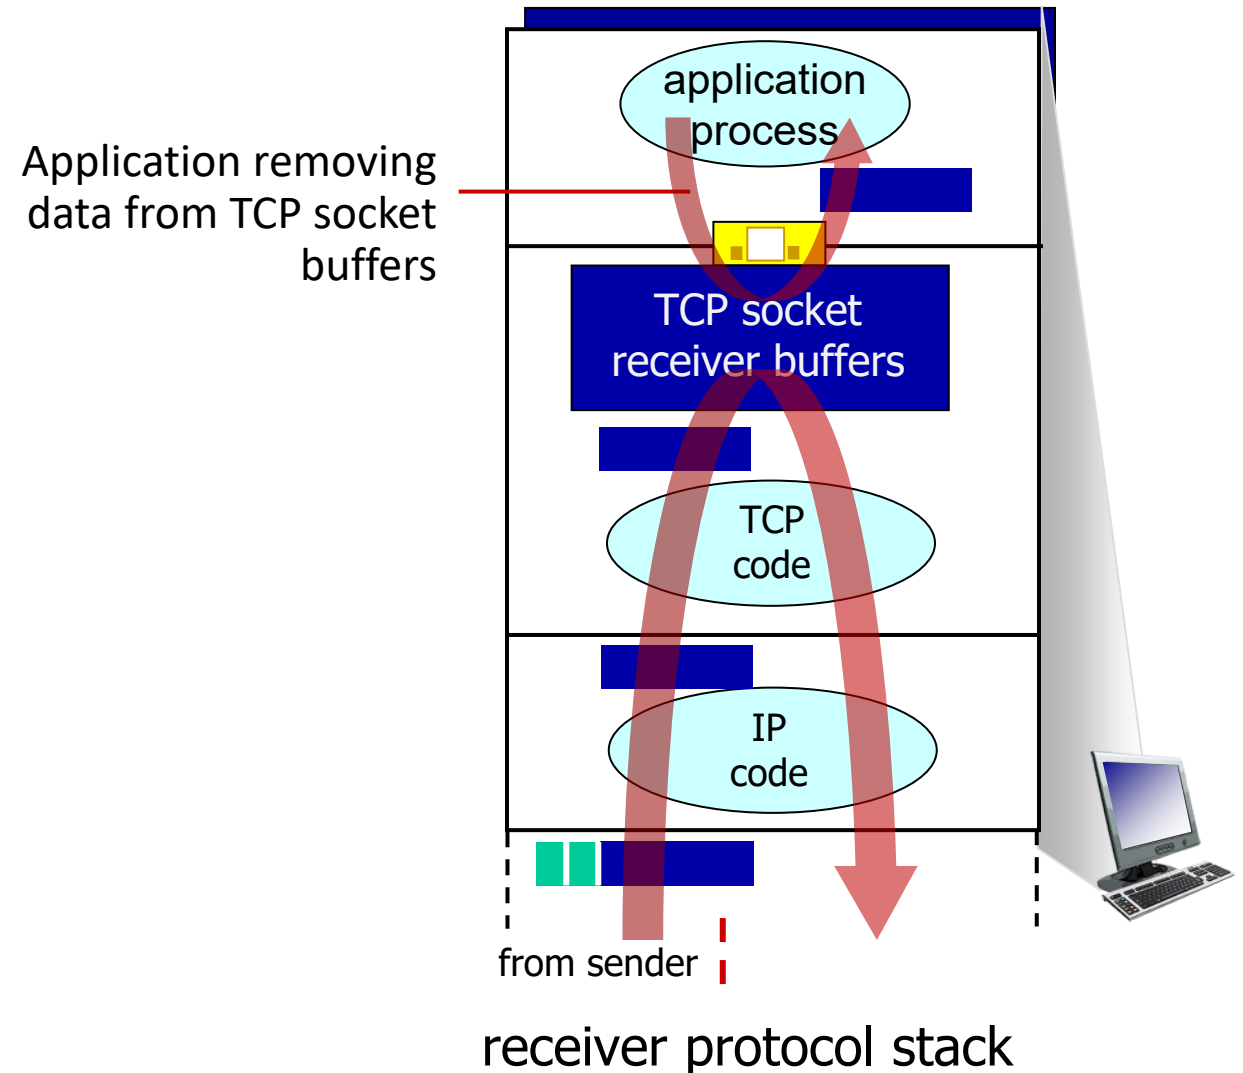 application
process
Application removing
data from TCP socket
buffers
TCP socket
receiver buffers
TCP
code
IP
code
from sender
receiver protocol stack